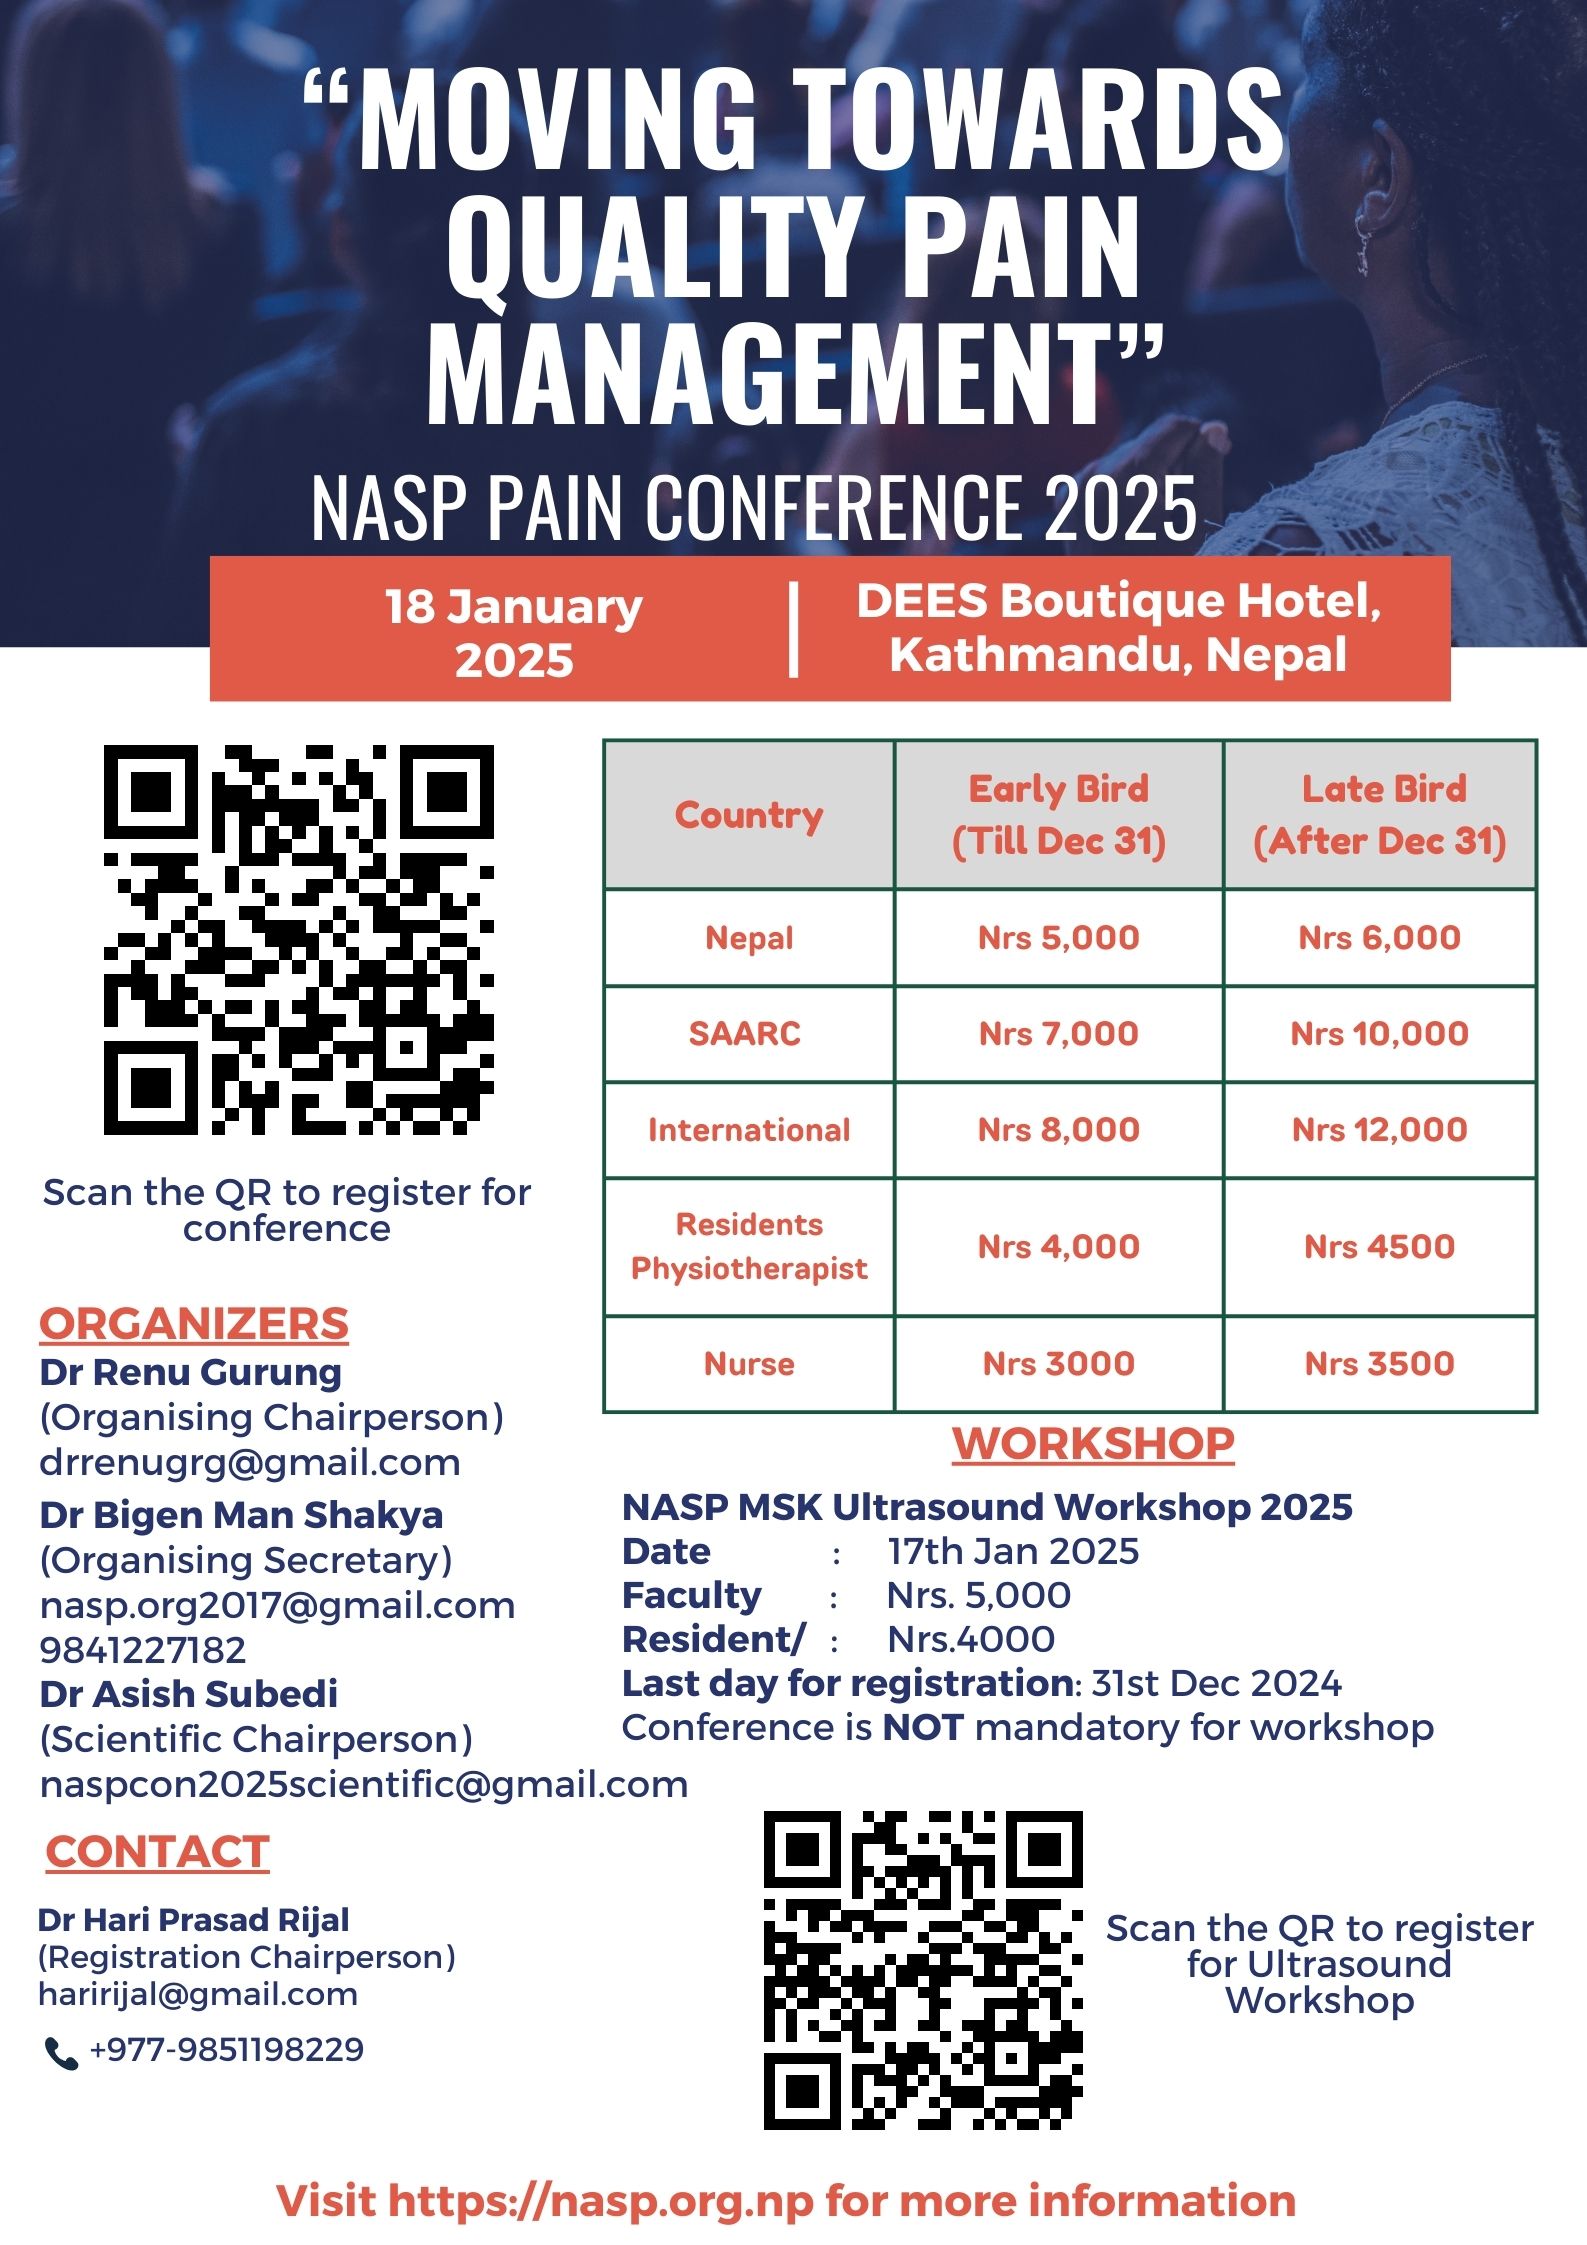 “MOVING TOWARDS
QUALITY PAIN
MANAGEMENT”
NASP PAIN CONFERENCE 2025
18 January
2025
DEES Boutique Hotel,
Kathmandu, Nepal
Scan the QR to register for
conference
Country
Early Bird
(Till Dec 31)
Late Bird
(After Dec 31)
Nepal
Nrs 5,000
Nrs 6,000
SAARC
Nrs 7,000
Nrs 10,000
International
Nrs 8,000
Nrs 12,000
Residents
Physiotherapist
Nrs 4,000
Nrs 4500
Nurse
Nrs 3000
Nrs 3500
ORGANIZERS
Dr Renu Gurung
(Organising Chairperson)
drrenugrg@gmail.com
Dr Bigen Man Shakya
(Organising Secretary)
nasp.org2017@gmail.com
9841227182
Dr Asish Subedi
(Scientific Chairperson)
naspcon2025scientific@gmail.com
CONTACT
Dr Hari Prasad Rijal
(Registration Chairperson)
haririjal@gmail.com
+977-9851198229
WORKSHOP
NASP MSK Ultrasound Workshop 2025
Date : 17th Jan 2025
Faculty : Nrs. 5,000
Resident/ : Nrs.4000
Last day for registration: 31st Dec 2024
Conference is NOT mandatory for workshop
Scan the QR to register
for Ultrasound
Workshop
Visit https://nasp.org.np for more information